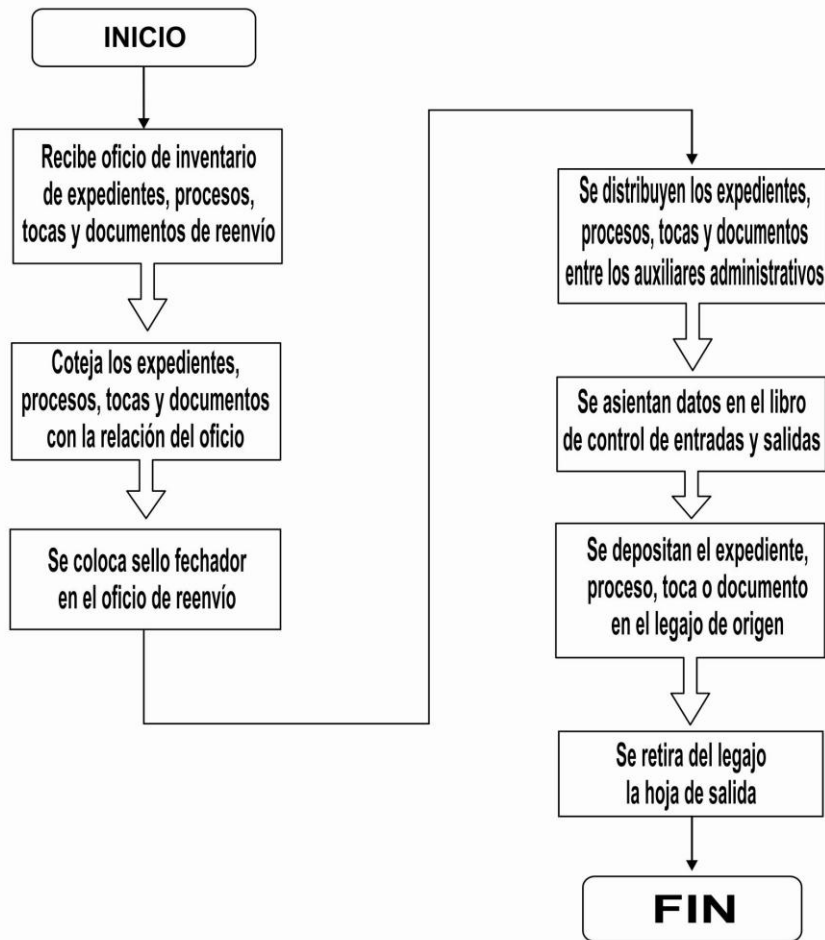 INICIO
Recibe oficio de inventario
de expedientes, procesos,
tocas y documentos de reenvío
Coteja los expedientes,
procesos, tocas y documentos
con la relación del oficio
Se coloca sello fechador
en el oficio de reenvío
Se distribuyen los expedientes,
procesos, tocas y documentos
entre los auxiliares administrativos
Se asientan datos en el libro
de control de entradas y salidas
Se depositan el expediente,
proceso, toca o documento
en el legajo de origen
Se retira del legajo
la hoja de salida
FIN